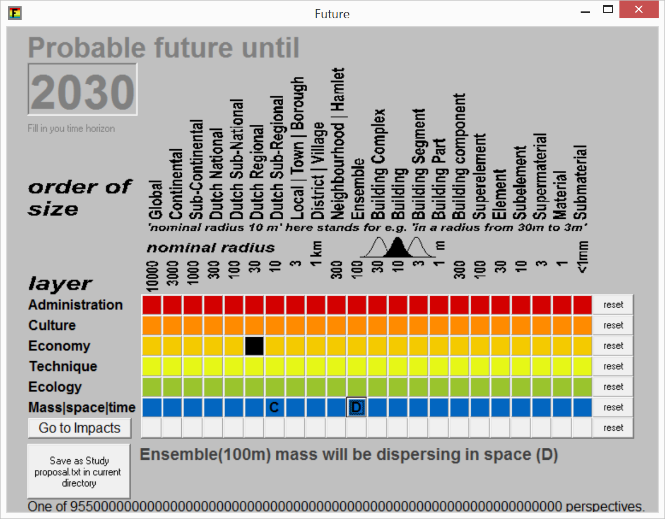 Future
Probable future until
2030
Fill in you time horizon
order of
size
Global
Continental
Sub-Continental
Dutch National
Dutch Sub-National
Dutch Regional
Dutch Sub-Regional
Local | Town | Borough
District | Village
Neighbourhood | Hamlet
Ensemble
Building Complex
Building
Building Segment
Building Part
Building component
Superelement
Element
Subelement
Supermaterial
Material
Submaterial
'nominal radius 10 m' here stands for e.g. 'in a radius from 30m to 3m'
nominal radius
10000
3000
1000
300
100
30
10
3
1 km
300
100
30
10
3
1 m
300
100
30
10
3
1
<1mm
layer
Administration reset
Culture reset
Economy reset
Technique reset
Ecology reset
Mass|space|time C D reset
Go to Impacts reset
Save as Study
proposal.txt in current
directory
Ensemble(100m) mass will be dispersing in space (D)
One of 955000000000000000000000000000000000000000000000000000000000000 perspectives.